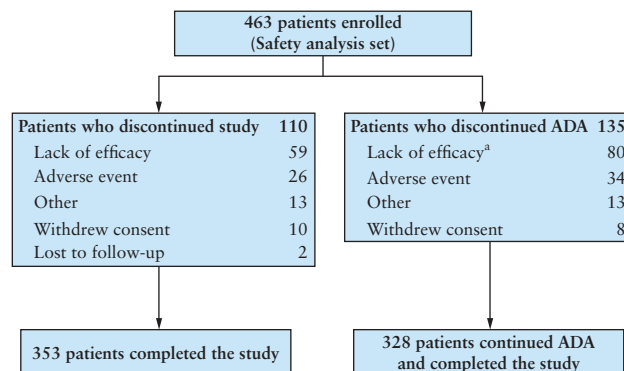 463 patients enrolled
(Safety analysis set)
Patients who discontinued study 110
Lack of efficacy 59
Adverse event 26
Other 13
Withdrew consent 10
Lost to follow-up 2
Patients who discontinued ADA 135
Lack of efficacyᵃ 80
Adverse event 34
Other 13
Withdrew consent 8
353 patients completed the study
328 patients continued ADA
and completed the study